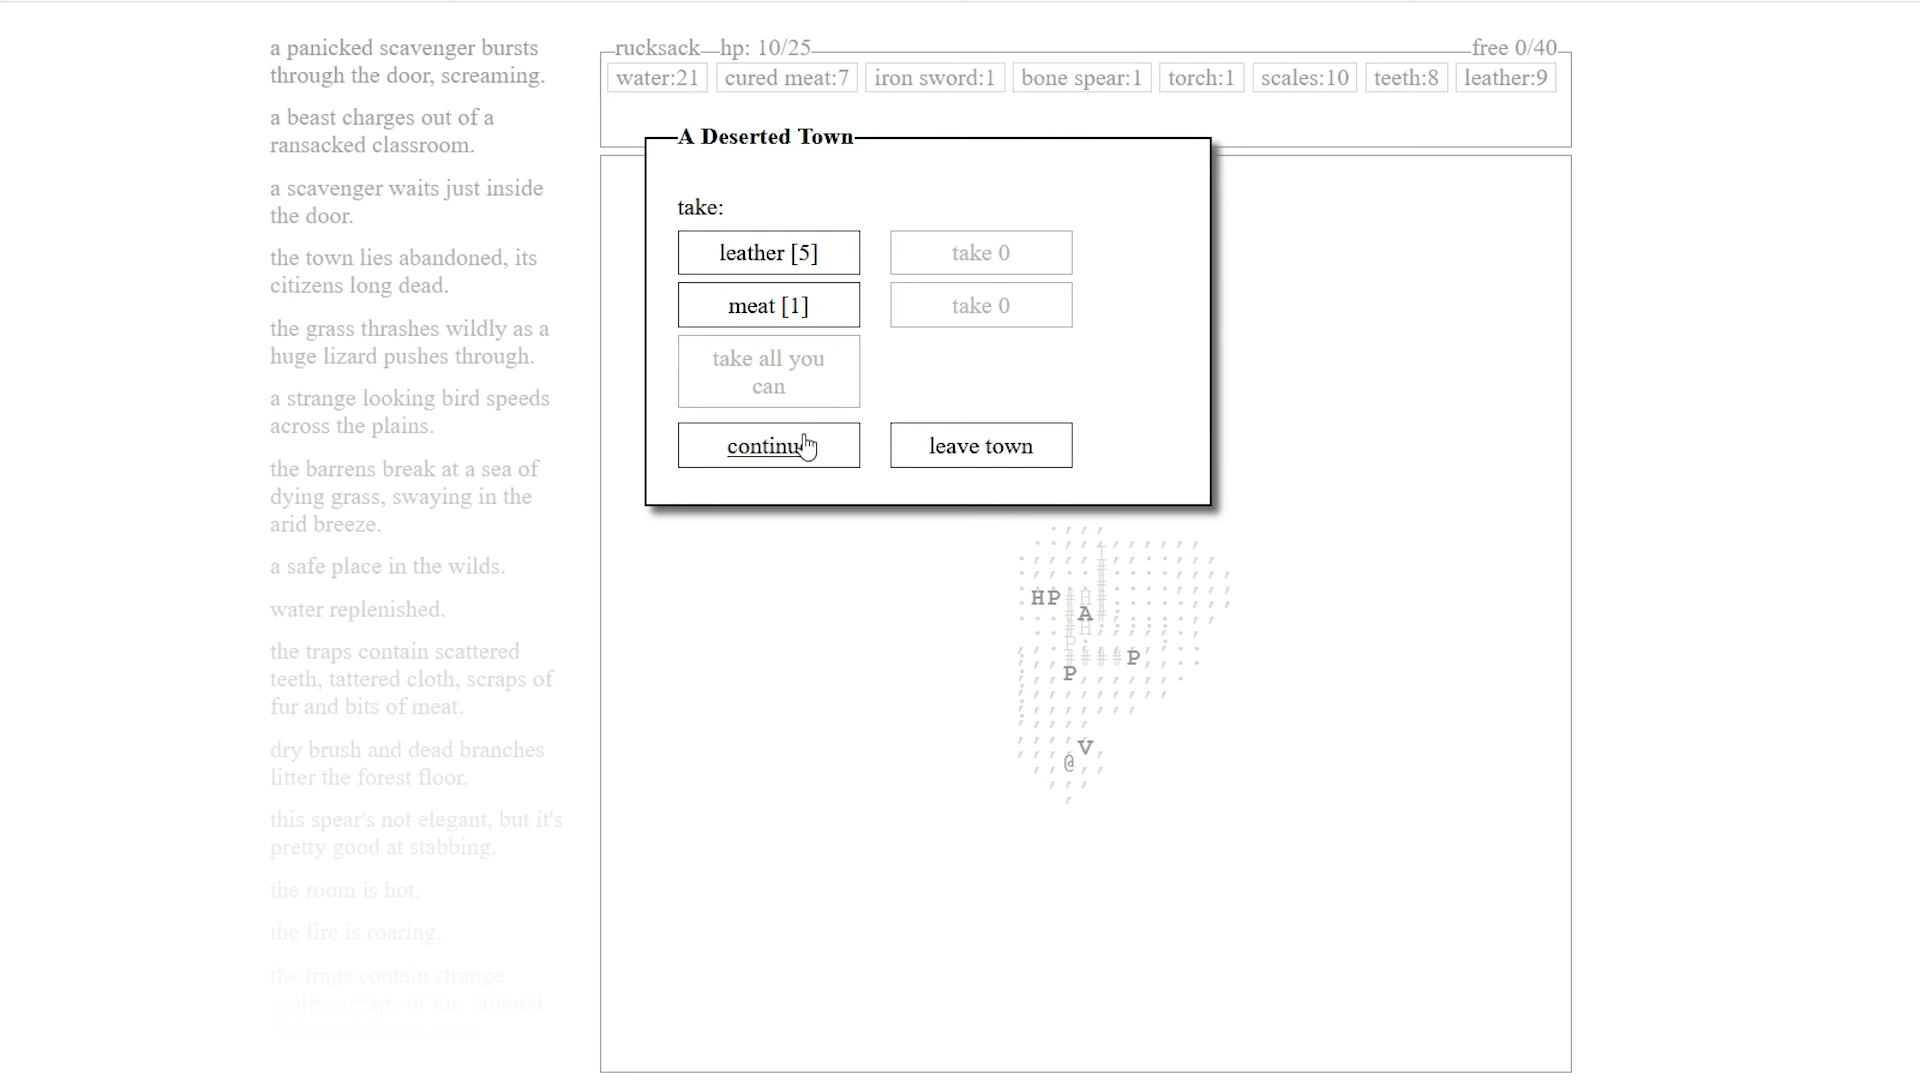 a panicked scavenger bursts
through the door, screaming.
a beast charges out of a
ransacked classroom.
a scavenger waits just inside
the door.
the town lies abandoned, its
citizens long dead.
the grass thrashes wildly as a
huge lizard pushes through.
a strange looking bird speeds
across the plains.
the barrens break at a sea of
dying grass, swaying in the
arid breeze.
a safe place in the wilds.
water replenished.
the traps contain scattered
teeth, tattered cloth, scraps of
fur and bits of meat.
dry brush and dead branches
litter the forest floor.
this spear's not elegant, but it's
pretty good at stabbing.
the room is hot.
the fire is roaring.
the traps contain strange
scales, scraps of fur, tattered
rucksack hp: 10/25 free 0/40
water:21 cured meat:7 iron sword:1 bone spear:1 torch:1 scales:10 teeth:8 leather:9
A Deserted Town
take:
leather [5] take 0
meat [1] take 0
take all you
can
continu leave town
H P # H #
# A #
# H
P
# # # # P
P
V
@